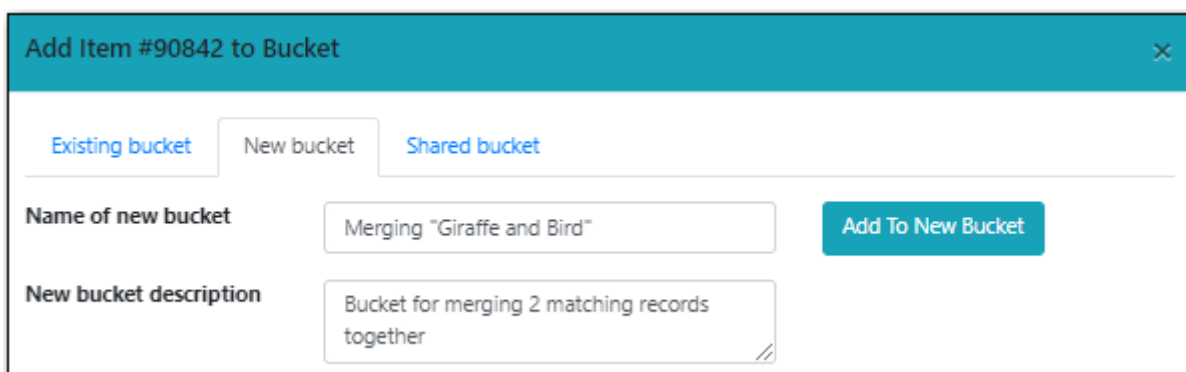 Add Item #90842 to Bucket ×
Existing bucket New bucket Shared bucket
Name of new bucket Merging "Giraffe and Bird" Add To New Bucket
New bucket description Bucket for merging 2 matching records
together